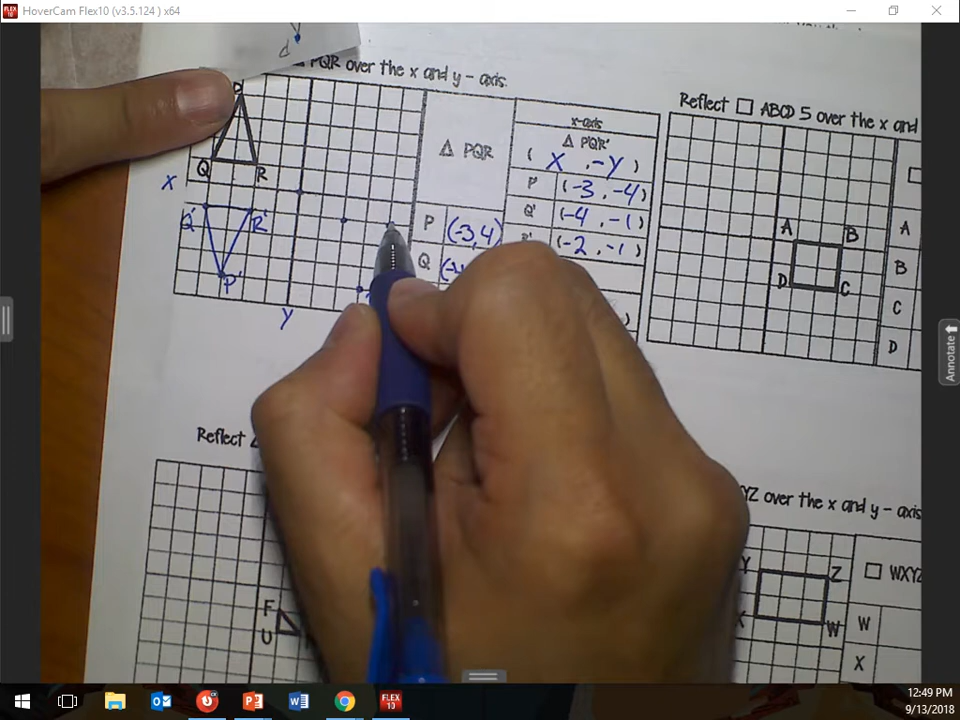 HoverCam Flex10 (v3.5.124 ) x64
d
PQR over the x and y - axis.
Q
R
X
Q'
R'
P'
Y
△ PQR
x-axis
△ PQR'
( X , -Y )
P' (-3, -4)
Q' (-4, -1)
(-2, -1)
P (-3,4)
Q
)
Reflect □ ABCD 5 over the x and
A
B
D
C
A
B
C
D
Reflect
F
U
YZ over the x and y - axis
Y
Z
X
W
□ WXYZ
W
X
Annotate
12:49 PM
9/13/2018